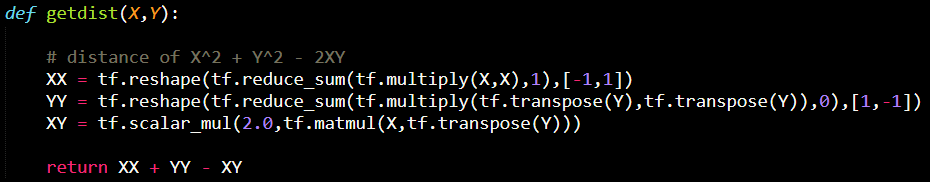 def getdist(X,Y):
# distance of X^2 + Y^2 - 2XY
XX = tf.reshape(tf.reduce_sum(tf.multiply(X,X),1),[-1,1])
YY = tf.reshape(tf.reduce_sum(tf.multiply(tf.transpose(Y),tf.transpose(Y)),0),[1,-1])
XY = tf.scalar_mul(2.0,tf.matmul(X,tf.transpose(Y)))
return XX + YY - XY